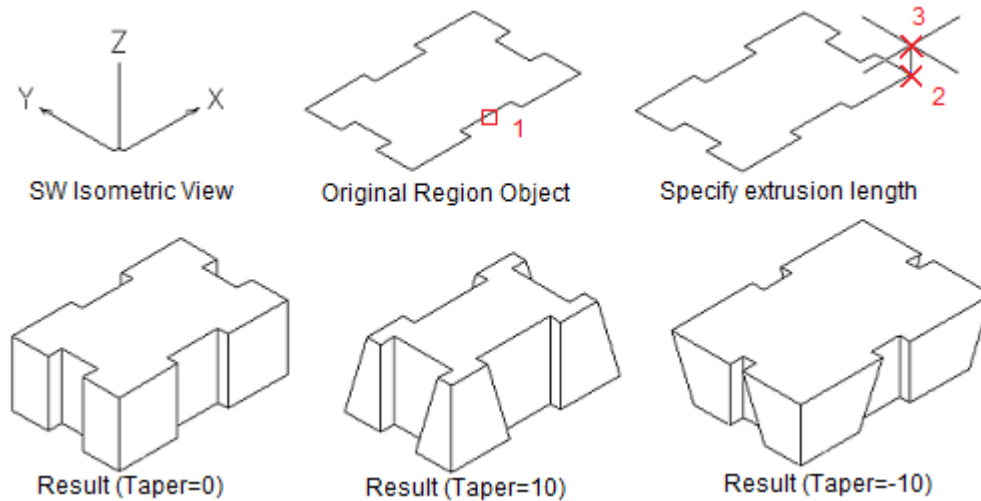 Z
Y
X
SW Isometric View
1
Original Region Object
3
2
Specify extrusion length
Result (Taper=0)
Result (Taper=10)
Result (Taper=-10)